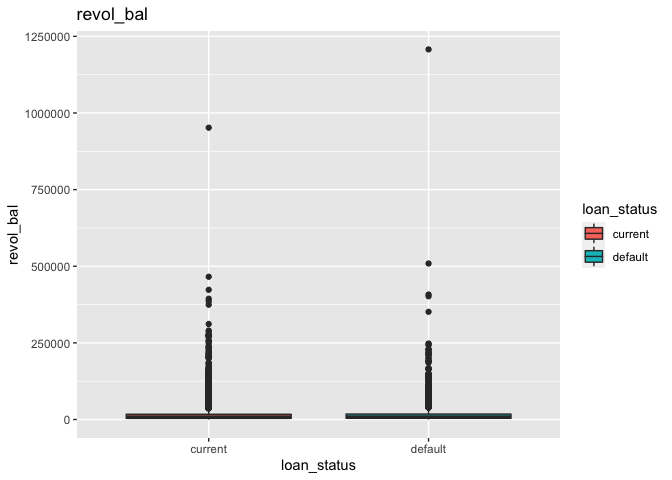 revol_bal
1250000
1000000
750000
500000
250000
0
revol_bal
current
default
loan_status
loan_status
current
default